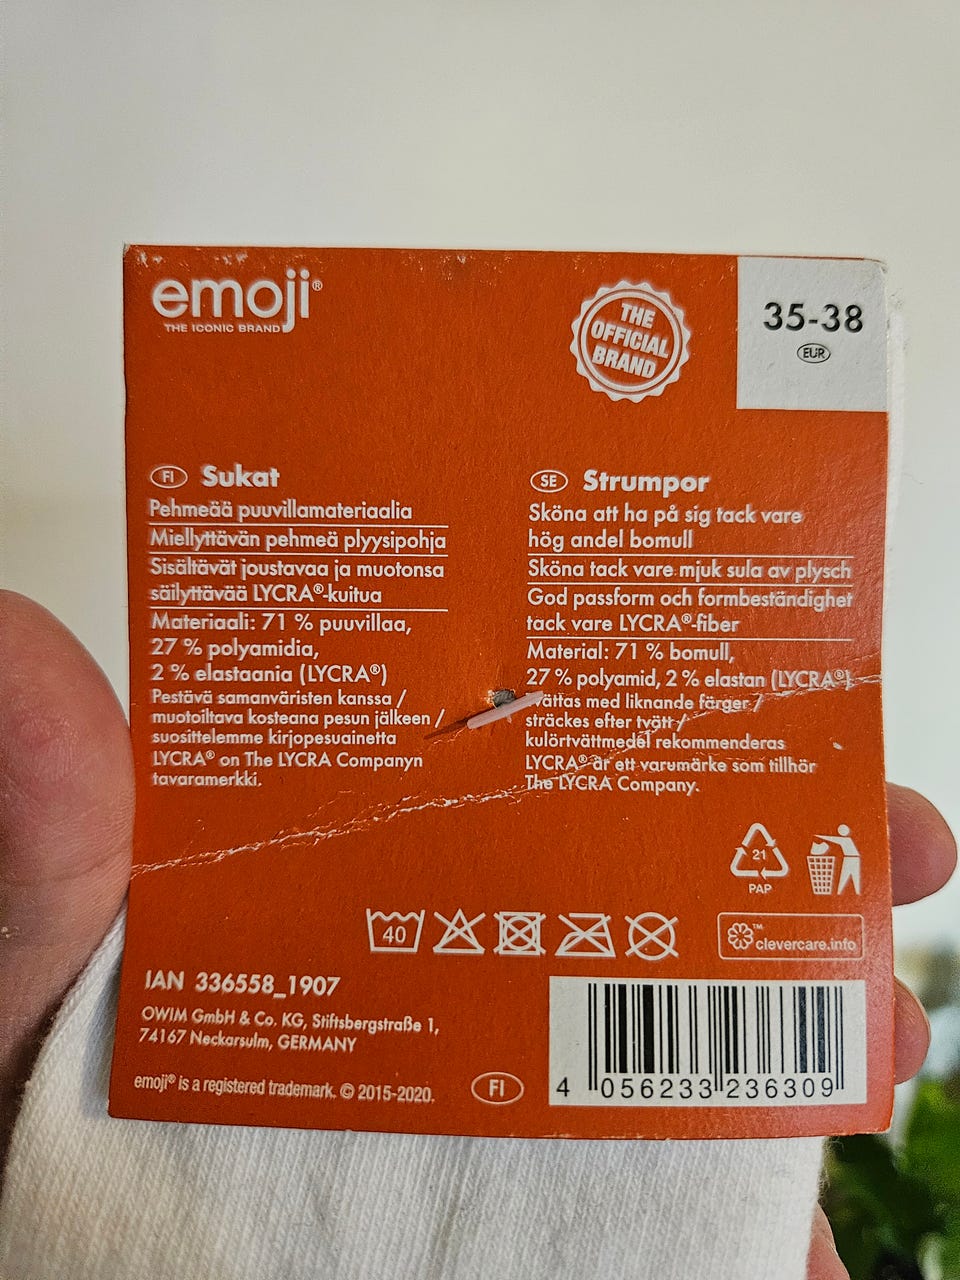 emoji®
THE ICONIC BRAND
THE
OFFICIAL
BRAND
35-38
EUR
FI Sukat
Pehmeää puuvillamateriaalia
Miellyttävän pehmeä plyysipohja
Sisältävät joustavaa ja muotonsa
säilyttävää LYCRA®-kuitua
Materiaali: 71 % puuvillaa,
27 % polyamidia,
2 % elastaania (LYCRA®)
Pestävä samanväristen kanssa /
muotoiltava kosteana pesun jälkeen /
suosittelemme kirjopesuainetta
LYCRA® on The LYCRA Companyn
tavaramerkki.
SE Strumpor
Sköna att ha på sig tack vare
hög andel bomull
Sköna tack vare mjuk sula av plysch
God passform och formbeständighet
tack vare LYCRA®-fiber
Material: 71 % bomull,
27 % polyamid, 2 % elastan (LYCRA®)
Tvättas med liknande färger /
sträckes efter tvätt /
kulörtvättmedel rekommenderas
LYCRA® är ett varumärke som tillhör
The LYCRA Company.
21
PAP
40
clevercare.info™
IAN 336558_1907
OWIM GmbH & Co. KG, Stiftsbergstraße 1,
74167 Neckarsulm, GERMANY
emoji® is a registered trademark. © 2015-2020.
FI
4 056233 236309